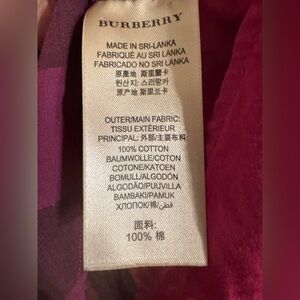 BURBERRY
MADE IN SRI-LANKA
FABRIQUÉ AU SRI-LANKA
FABRICADO NO SRI-LANKA
原產地 斯里蘭卡
원산지: 스리랑카
原产地 斯里兰卡
OUTER/MAIN FABRIC:
TISSU EXTÉRIEUR
PRINCIPAL: 外部/主要布料:
100% COTTON
BAUMWOLLE/COTON
COTONE/KATOEN
BOMULL/ALGODÓN
ALGODÃO/PUUVILLA
BAMBAKI/PAMUK
ХЛОПОК/棉/قطن
面料:
100% 棉